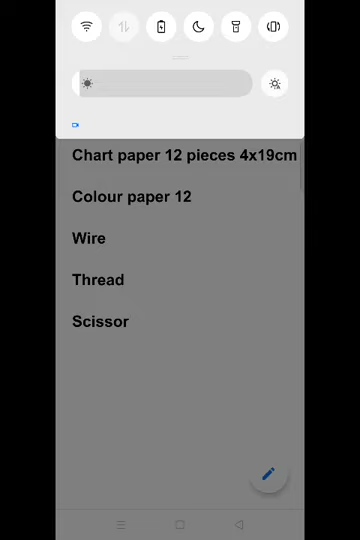 Chart paper 12 pieces 4x19cm
Colour paper 12
Wire
Thread
Scissor